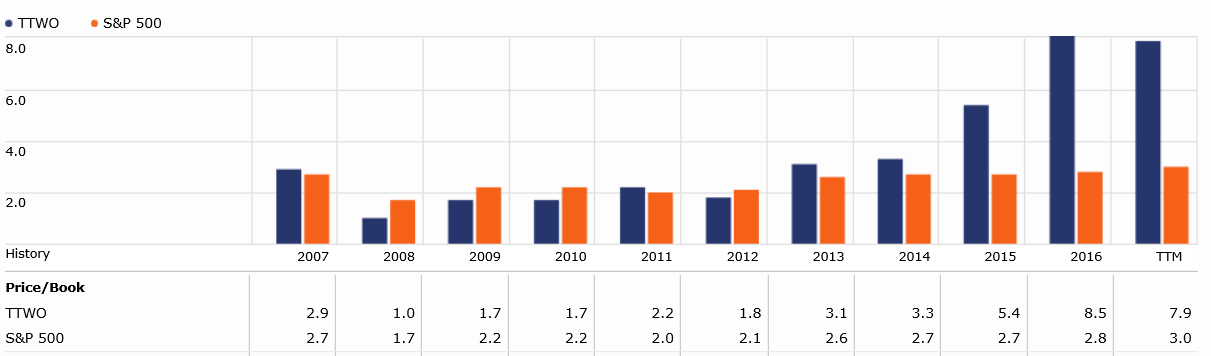 TTWO S&P 500
8.0
6.0
4.0
2.0
History 2007 2008 2009 2010 2011 2012 2013 2014 2015 2016 TTM
Price/Book
TTWO 2.9 1.0 1.7 1.7 2.2 1.8 3.1 3.3 5.4 8.5 7.9
S&P 500 2.7 1.7 2.2 2.2 2.0 2.1 2.6 2.7 2.7 2.8 3.0